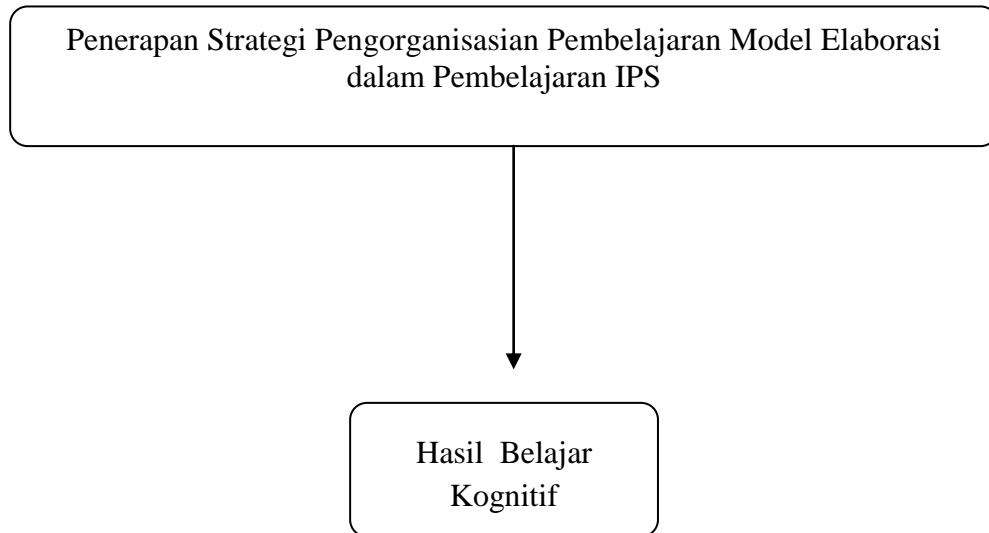 Penerapan Strategi Pengorganisasian Pembelajaran Model Elaborasi
dalam Pembelajaran IPS
Hasil Belajar
Kognitif